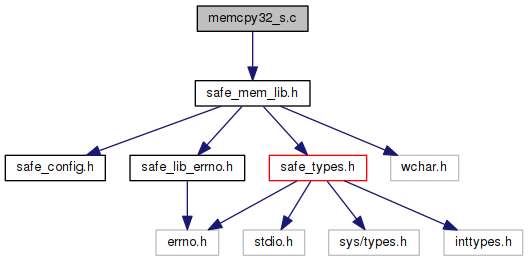 memcpy32_s.c
safe_mem_lib.h
safe_config.h
safe_lib_errno.h
safe_types.h
wchar.h
errno.h
stdio.h
sys/types.h
inttypes.h